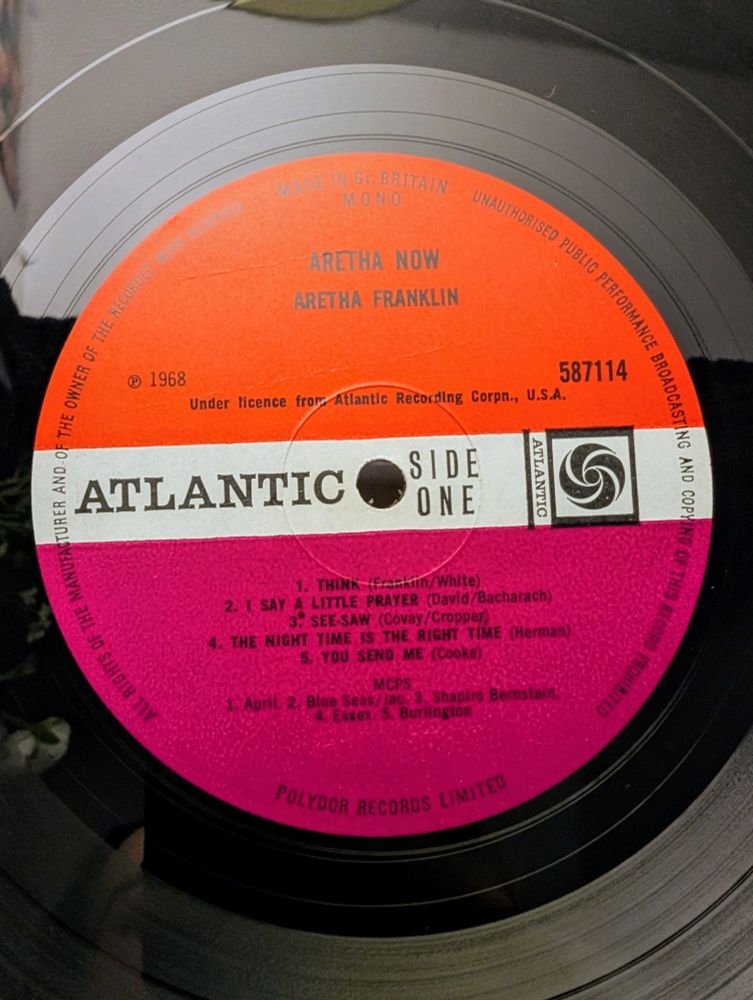 MADE IN Gt. BRITAIN
MONO
ALL RIGHTS OF THE MANUFACTURER AND OF THE OWNER OF THE RECORDED WORK RESERVED
UNAUTHORISED PUBLIC PERFORMANCE BROADCASTING AND COPYING OF THIS RECORD PROHIBITED
ARETHA NOW
ARETHA FRANKLIN
℗ 1968
587114
Under licence from Atlantic Recording Corpn., U.S.A.
ATLANTIC
SIDE
ONE
ATLANTIC
1. THINK (Franklin/White)
2. I SAY A LITTLE PRAYER (David/Bacharach)
3. SEE-SAW (Covay/Cropper)
4. THE NIGHT TIME IS THE RIGHT TIME (Herman)
5. YOU SEND ME (Cooke)
MCPS
1. April. 2. Blue Seas/Jac. 3. Shapiro Bernstein.
4. Essex. 5. Burlington
POLYDOR RECORDS LIMITED